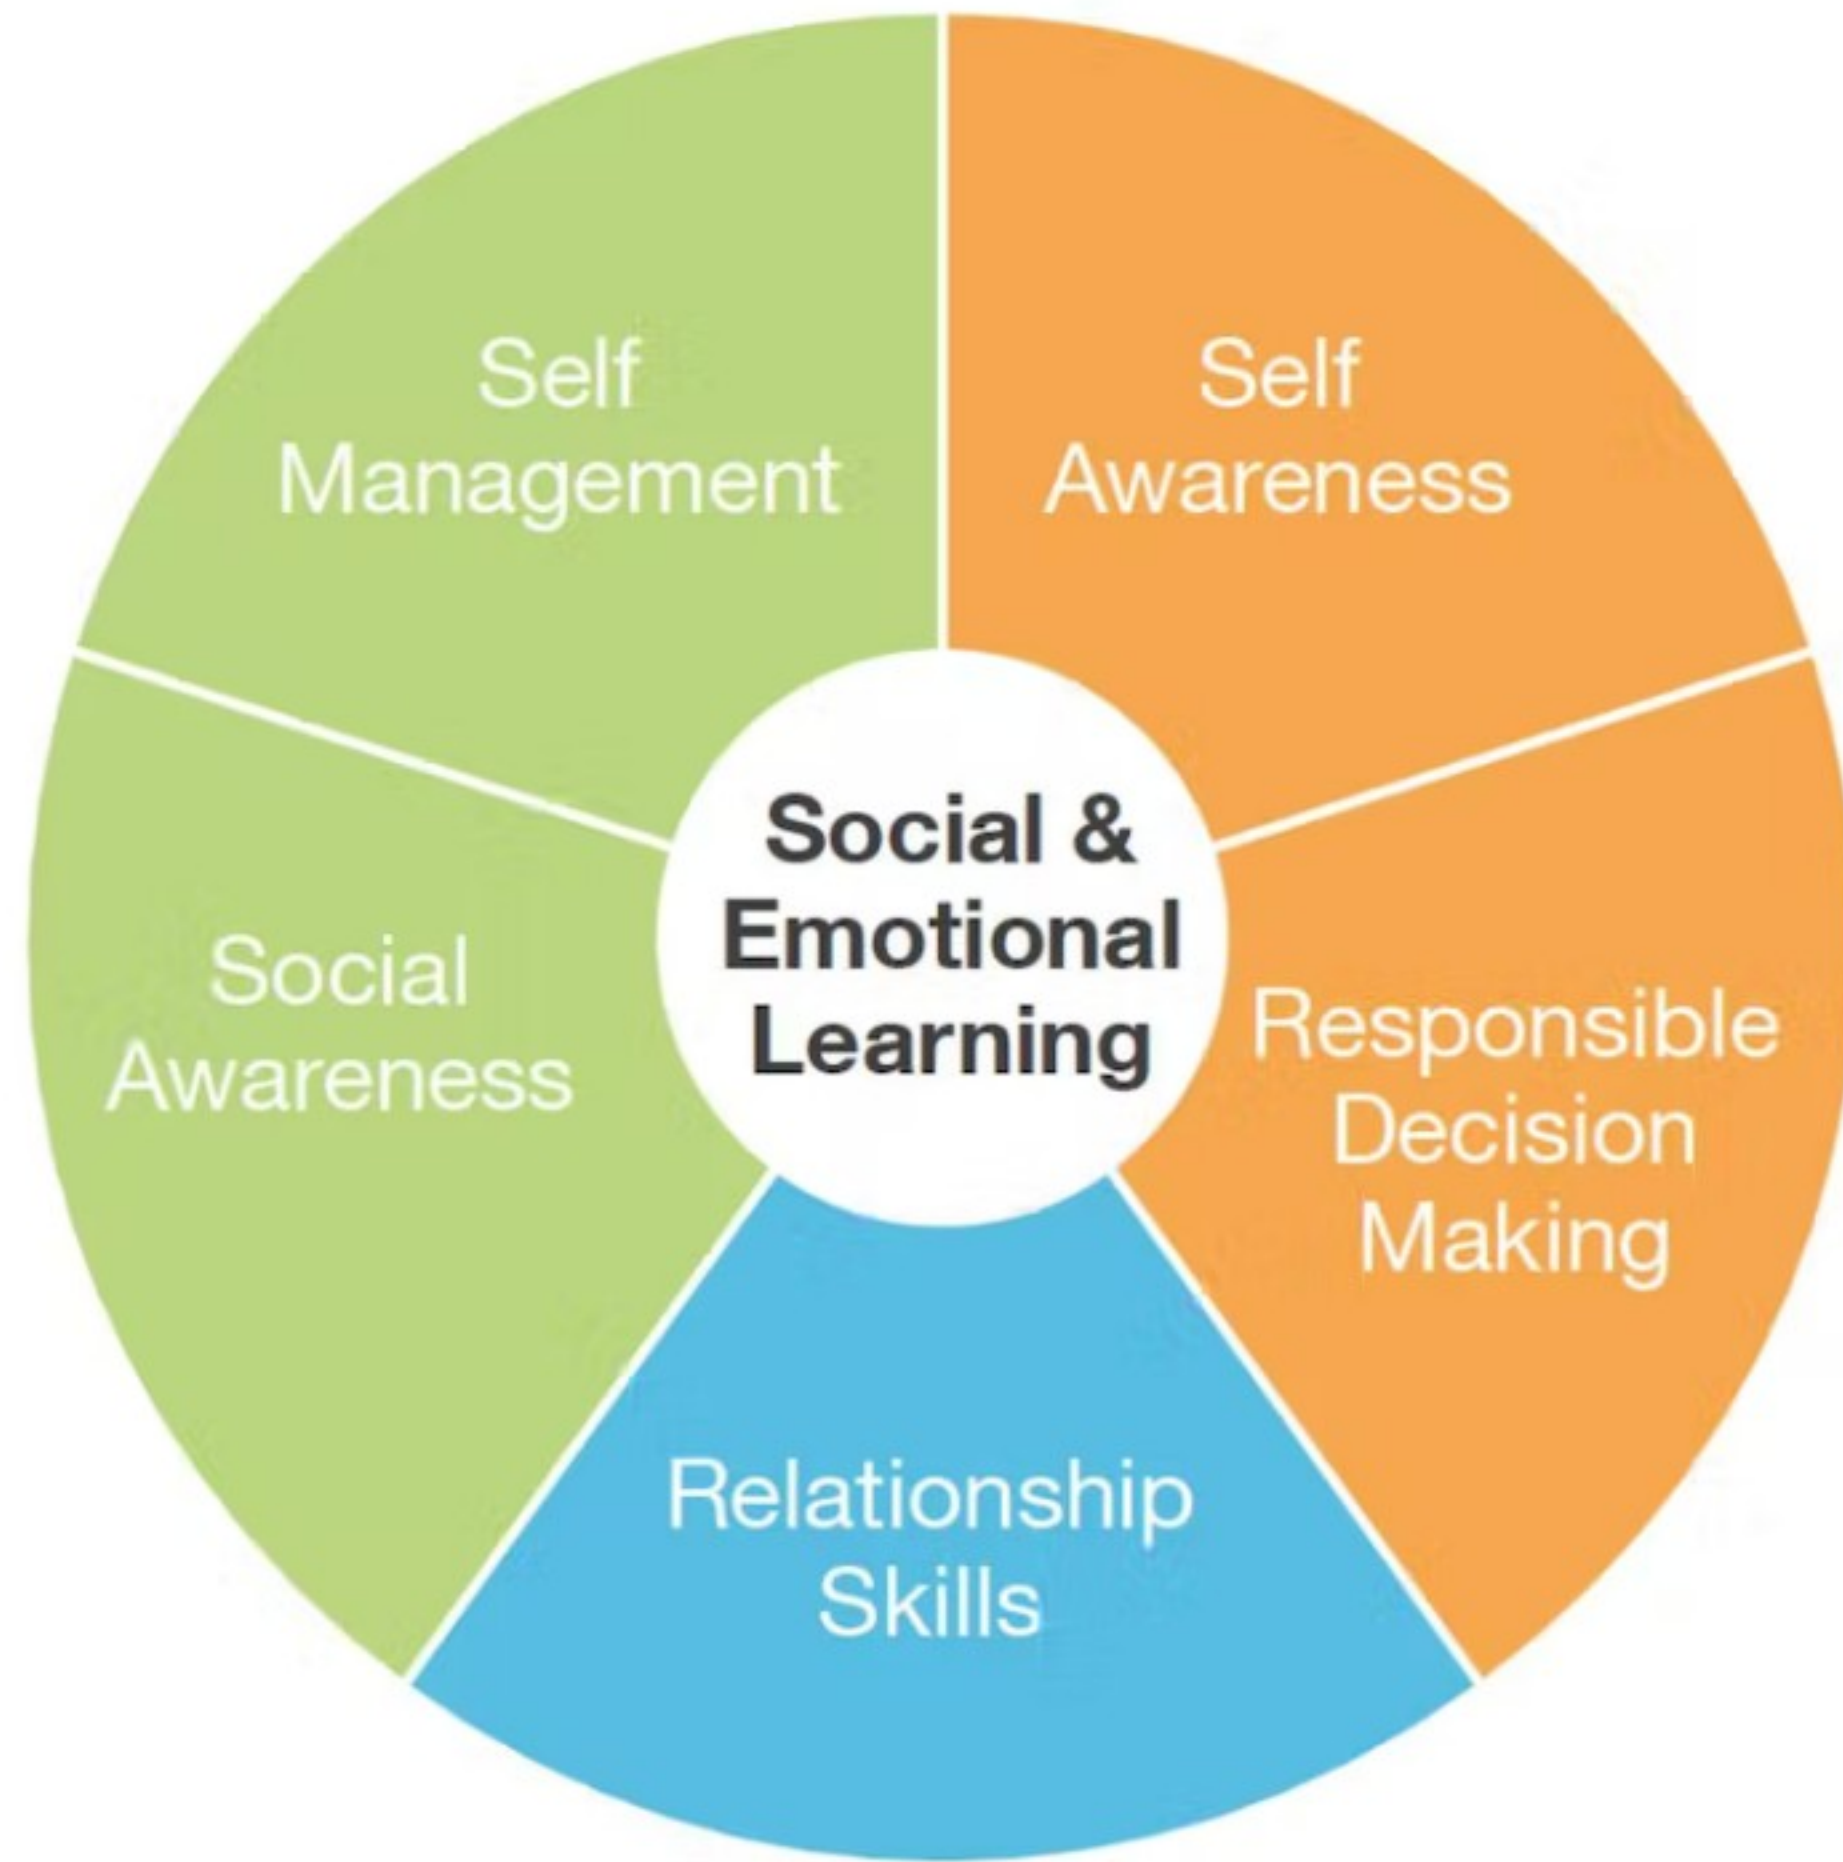 Self
Management
Self
Awareness
Social &
Emotional
Learning
Social
Awareness
Responsible
Decision
Making
Relationship
Skills